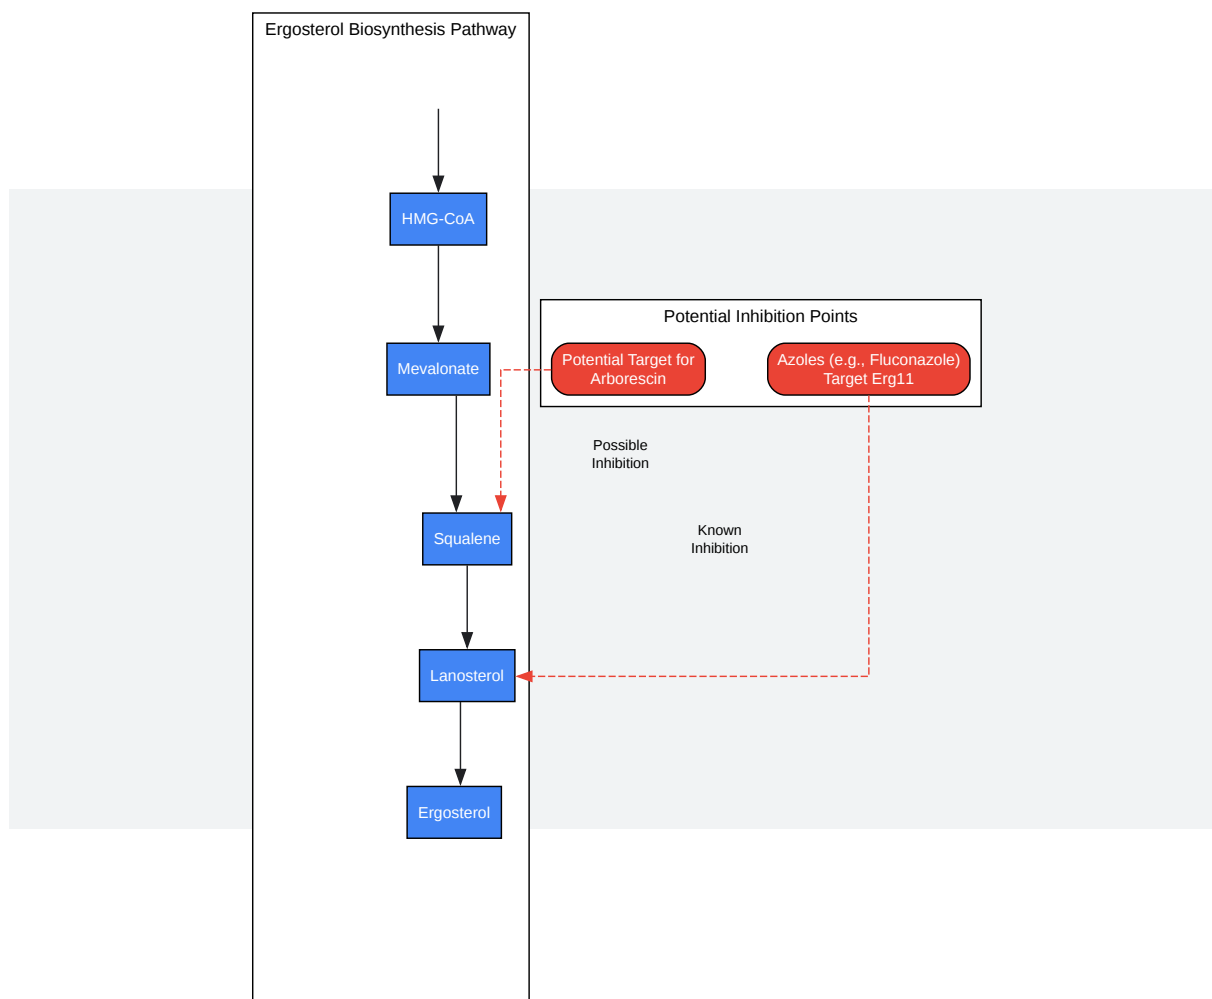 Ergosterol Biosynthesis Pathway
HMG-CoA
Potential Inhibition Points
Mevalonate
Potential Target for
Arborescin
Azoles (e.g., Fluconazole)
Target Erg11
Possible
Inhibition
Known
Inhibition
Squalene
Lanosterol
Ergosterol